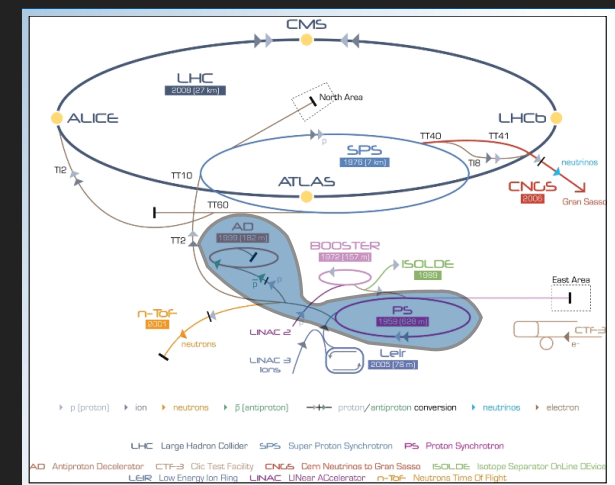 CMS
LHC
2008 (27 km)
North Area
ALICE
LHCb
TT40
TT41
SPS
1976 (7 km)
p
TI8
neutrinos
TI2
TT10
ATLAS
CNGS
2006
Gran Sasso
TT60
AD
1999 (182 m)
TT2
BOOSTER
1972 (157 m)
ISOLDE
1989
East Area
p̄
p
n-ToF
2001
p
PS
1959 (628 m)
LINAC 2
neutrons
CTF-3
e-
LINAC 3
Ions
Leir
2005 (78 m)
p [proton] ion neutrons p̄ [antiproton] proton/antiproton conversion neutrinos electron
LHC Large Hadron Collider SPS Super Proton Synchrotron PS Proton Synchrotron
AD Antiproton Decelerator CTF-3 Clic Test Facility CNGS Cern Neutrinos to Gran Sasso ISOLDE Isotope Separator OnLine DEvice
LEIR Low Energy Ion Ring LINAC LINear ACcelerator n-ToF Neutrons Time Of Flight